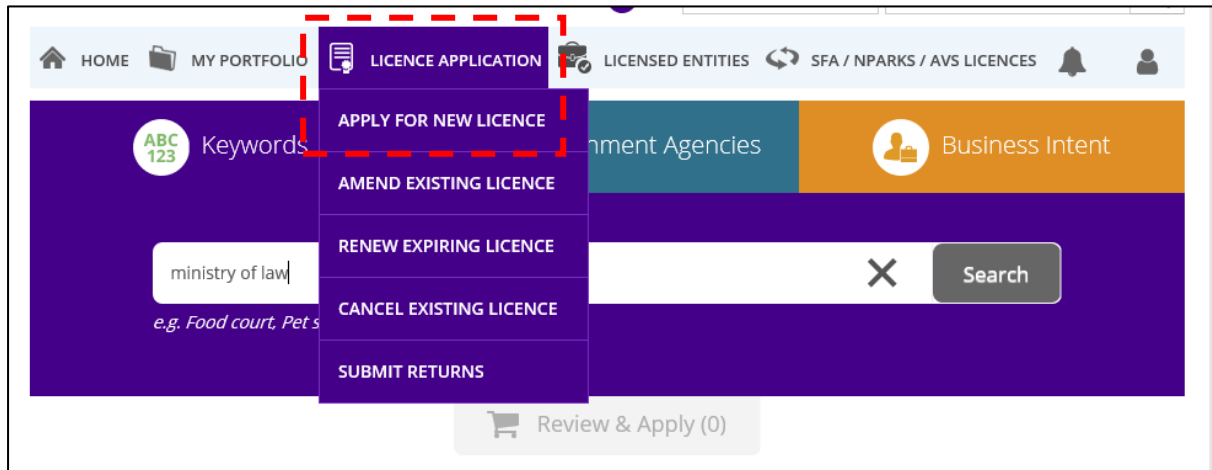 HOME MY PORTFOLIO LICENCE APPLICATION LICENSED ENTITIES SFA / NPARKS / AVS LICENCES
APPLY FOR NEW LICENCE
ABC
123
Keywords
nment Agencies
Business Intent
AMEND EXISTING LICENCE
RENEW EXPIRING LICENCE
ministry of law
Search
CANCEL EXISTING LICENCE
e.g. Food court, Pet s
SUBMIT RETURNS
Review & Apply (0)